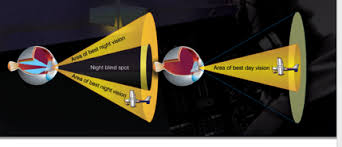 Area of best night vision
Night blind spot
Area of best night vision
Area of best day vision